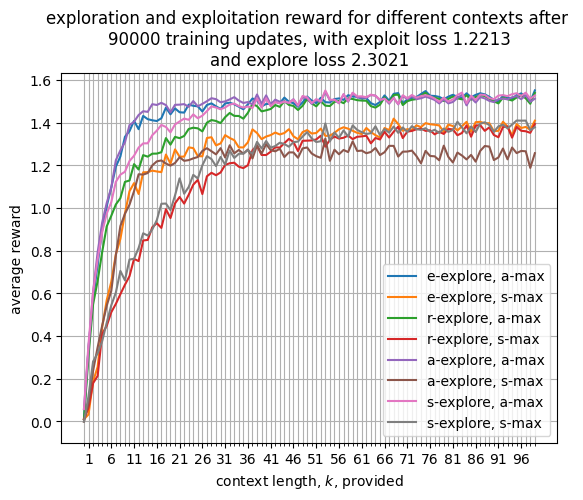 exploration and exploitation reward for different contexts after
90000 training updates, with exploit loss 1.2213
and explore loss 2.3021
1.6
1.4
1.2
1.0
0.8
0.6
0.4
0.2
0.0
average reward
e-explore, a-max
e-explore, s-max
r-explore, a-max
r-explore, s-max
a-explore, a-max
a-explore, s-max
s-explore, a-max
s-explore, s-max
1 6 11 16 21 26 31 36 41 46 51 56 61 66 71 76 81 86 91 96
context length, k, provided